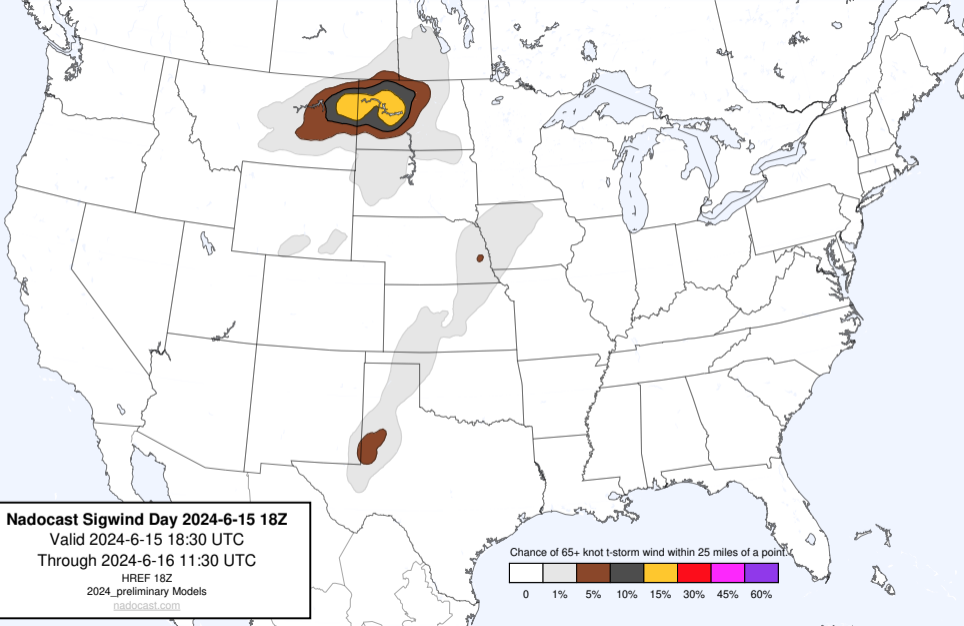 Nadocast Sigwind Day 2024-6-15 18Z
Valid 2024-6-15 18:30 UTC
Through 2024-6-16 11:30 UTC
HREF 18Z
2024_preliminary Models
nadocast.com
Chance of 65+ knot t-storm wind within 25 miles of a point.
0 1% 5% 10% 15% 30% 45% 60%